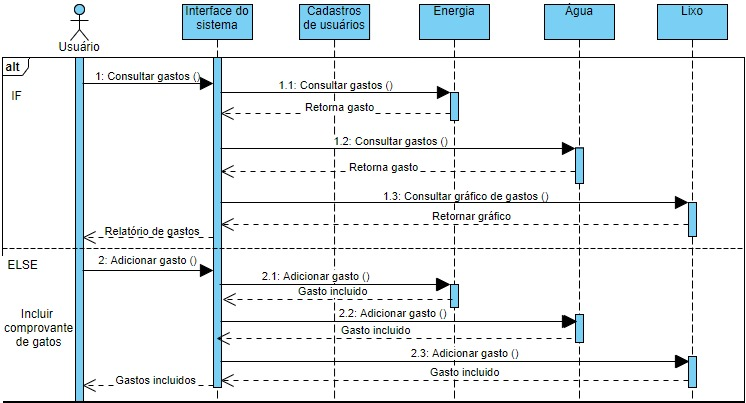 Usuário
Interface do
sistema
Cadastros
de usuários
Energia
Água
Lixo
alt
IF
1: Consultar gastos ()
1.1: Consultar gastos ()
Retorna gasto
1.2: Consultar gastos ()
Retorna gasto
1.3: Consultar gráfico de gastos ()
Retornar gráfico
Relatório de gastos
ELSE
2: Adicionar gasto ()
2.1: Adicionar gasto ()
Gasto incluido
Incluir
comprovante
de gatos
2.2: Adicionar gasto ()
Gasto incluido
2.3: Adicionar gasto ()
Gasto incluido
Gastos incluidos